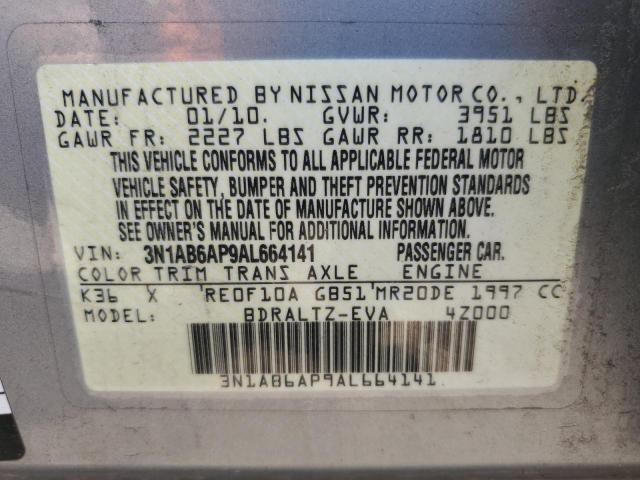 MANUFACTURED BY NISSAN MOTOR CO., LTD.
DATE: 01/10. GVWR: 3951 LBS
GAWR FR: 2227 LBS GAWR RR: 1810 LBS
THIS VEHICLE CONFORMS TO ALL APPLICABLE FEDERAL MOTOR
VEHICLE SAFETY, BUMPER AND THEFT PREVENTION STANDARDS
IN EFFECT ON THE DATE OF MANUFACTURE SHOWN ABOVE.
SEE OWNER'S MANUAL FOR ADDITIONAL INFORMATION.
VIN: 3N1AB6AP9AL664141 PASSENGER CAR.
COLOR TRIM TRANS AXLE ENGINE
K36 X RE0F10A GB51 MR20DE 1997 CC
MODEL: BDRALTZ-EVA 4Z000
3N1AB6AP9AL664141